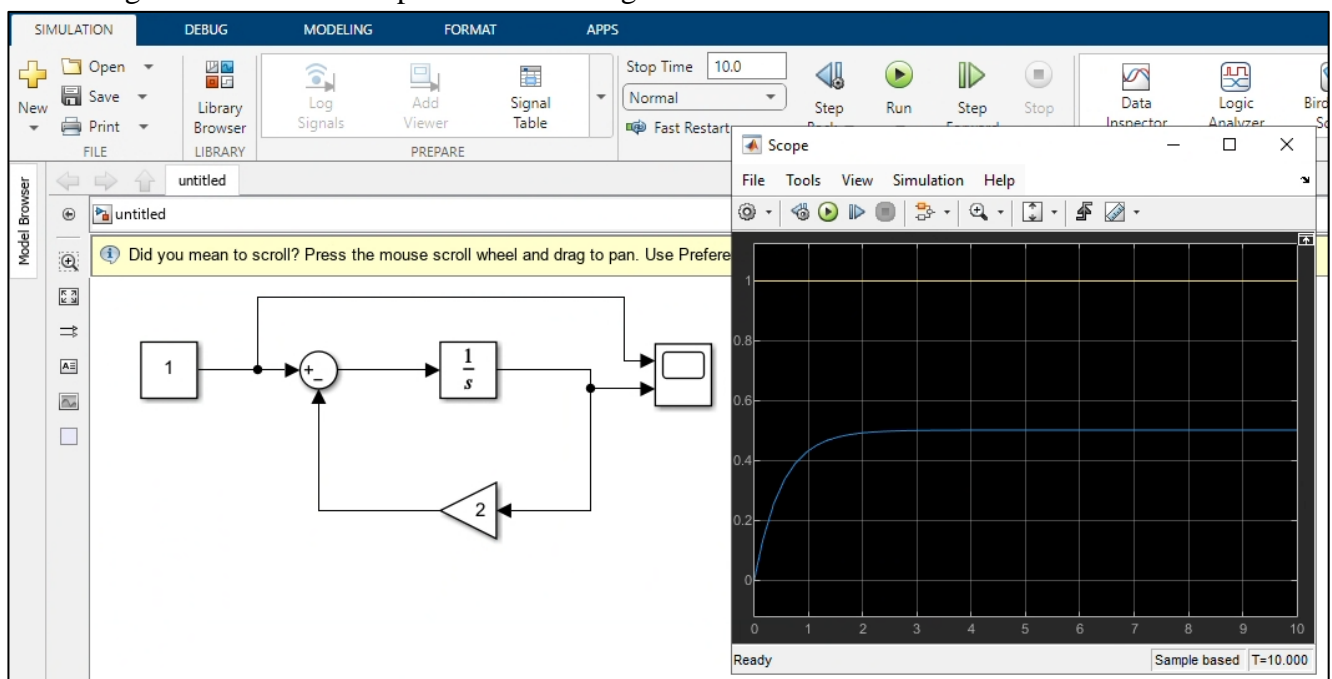 SIMULATION DEBUG MODELING FORMAT APPS
New
Open
Save
Print
FILE
Library
Browser
LIBRARY
Log
Signals
Add
Viewer
Signal
Table
PREPARE
Stop Time 10.0
Normal
Fast Restart
Step
Run
Step
Stop
Data
Inspector
Logic
Analyzer
Model Browser
untitled
untitled
Did you mean to scroll? Press the mouse scroll wheel and drag to pan. Use Prefere
1
+
−
1
s
2
Scope
File Tools View Simulation Help
1
0.8
0.6
0.4
0.2
0
0 1 2 3 4 5 6 7 8 9 10
Ready Sample based T=10.000